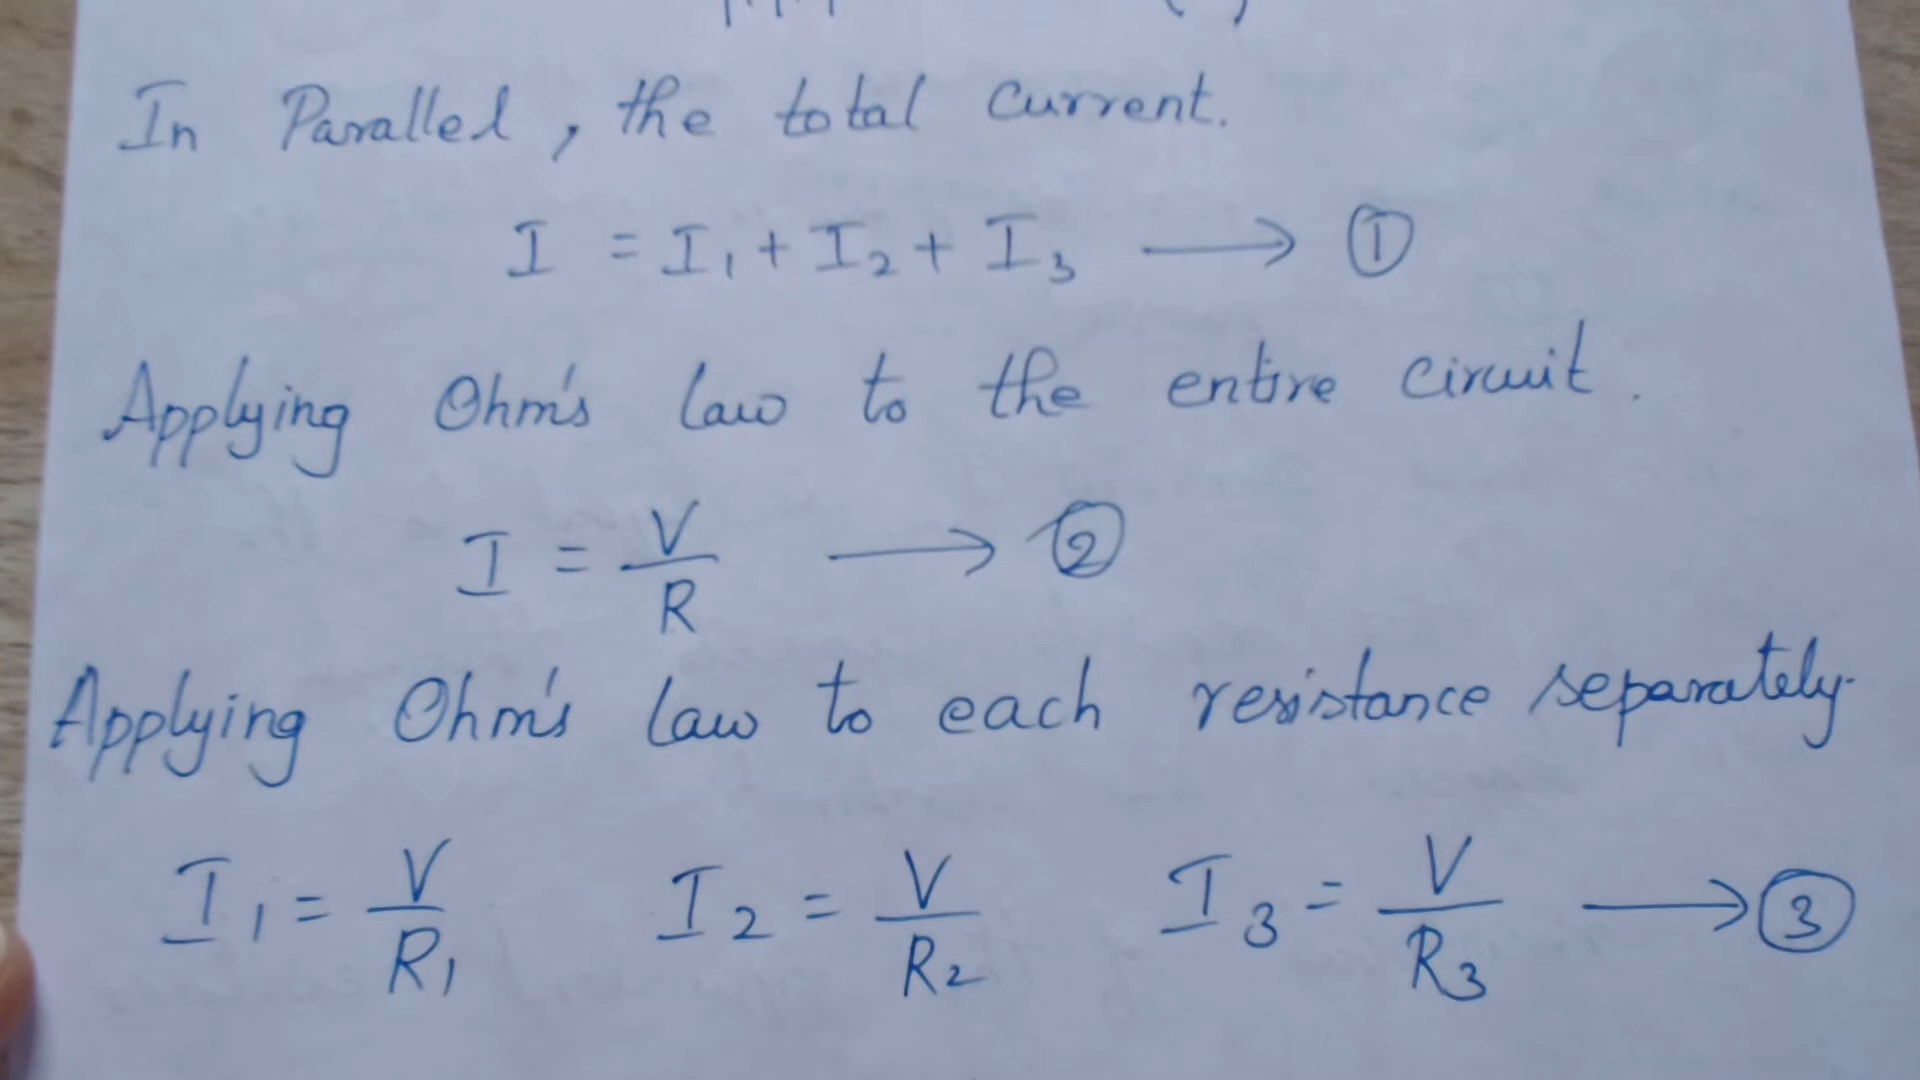 In Parallel, the total current.
I = I₁ + I₂ + I₃ ⟶ ①
Applying Ohm's law to the entire circuit.
I = V/R ⟶ ②
Applying Ohm's law to each resistance separately.
I₁ = V/R₁ I₂ = V/R₂ I₃ = V/R₃ ⟶ ③